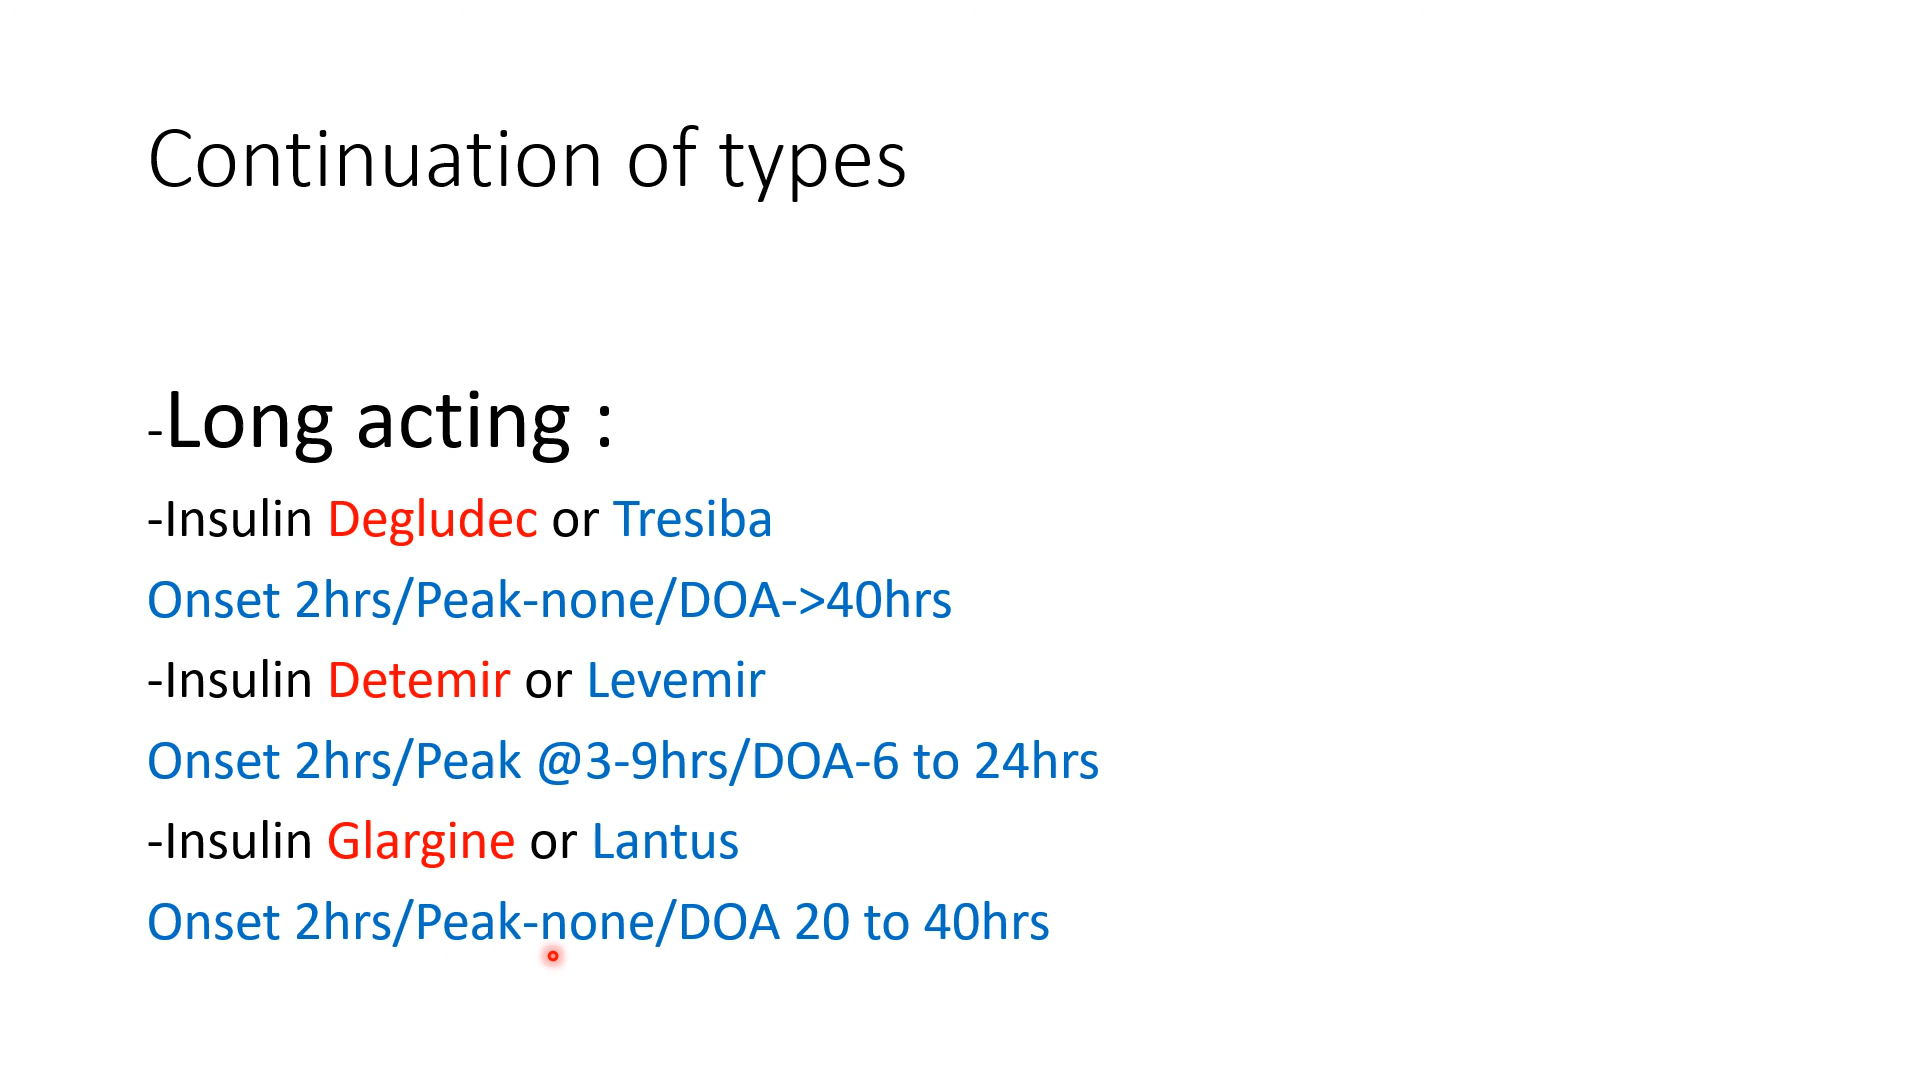 Continuation of types
-Long acting :
-Insulin Degludec or Tresiba
Onset 2hrs/Peak-none/DOA->40hrs
-Insulin Detemir or Levemir
Onset 2hrs/Peak @3-9hrs/DOA-6 to 24hrs
-Insulin Glargine or Lantus
Onset 2hrs/Peak-none/DOA 20 to 40hrs